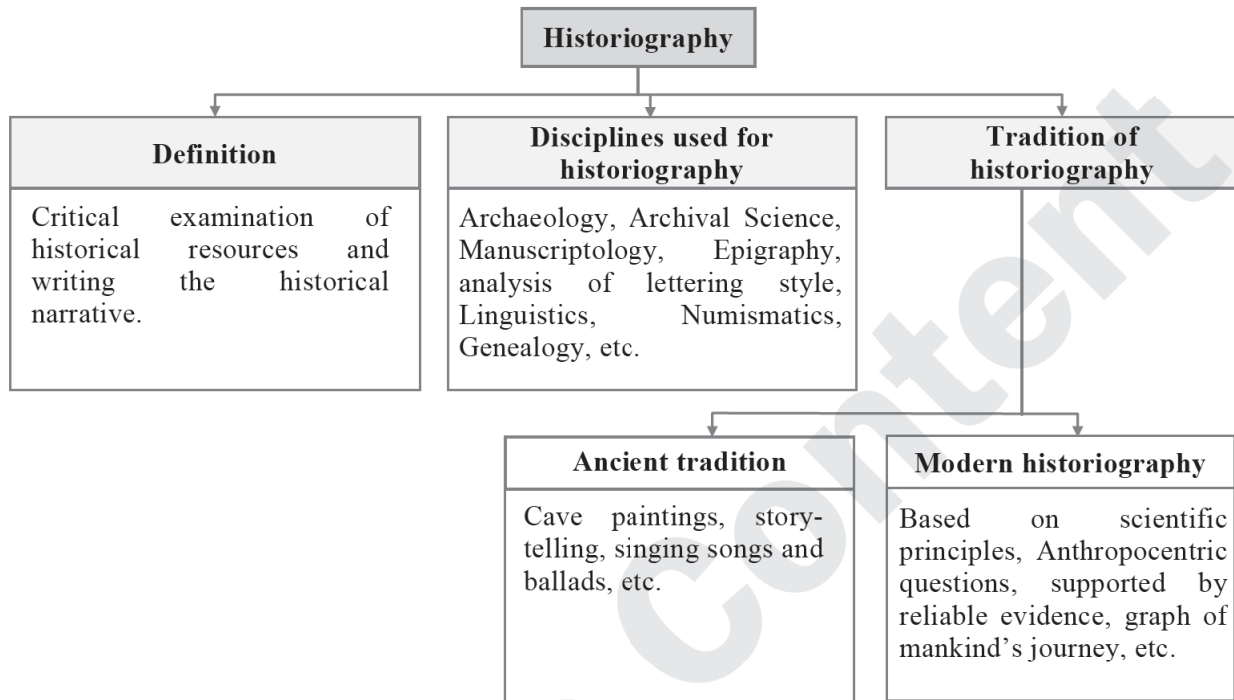 Historiography
Definition
Critical examination of
historical resources and
writing the historical
narrative.
Disciplines used for
historiography
Archaeology, Archival Science,
Manuscriptology, Epigraphy,
analysis of lettering style,
Linguistics, Numismatics,
Genealogy, etc.
Tradition of
historiography
Ancient tradition
Cave paintings, story-
telling, singing songs and
ballads, etc.
Modern historiography
Based on scientific
principles, Anthropocentric
questions, supported by
reliable evidence, graph of
mankind's journey, etc.
Content